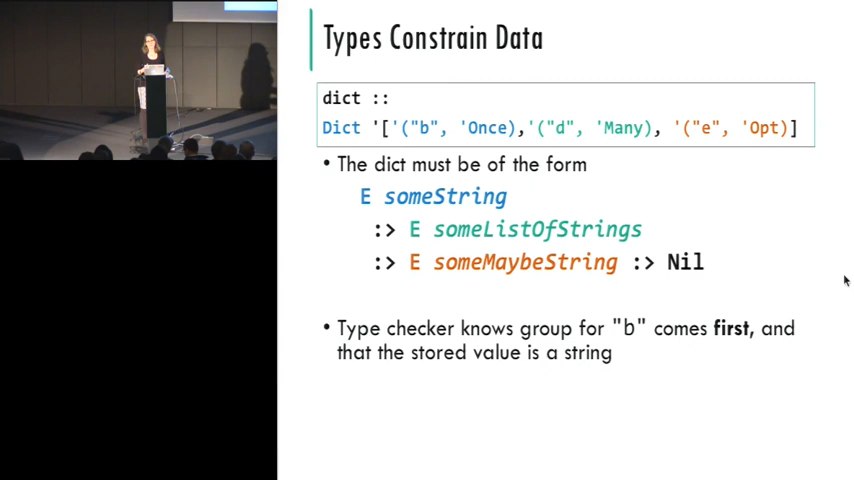 Types Constrain Data
dict ::
Dict '['("b", 'Once),'("d", 'Many), '("e", 'Opt)]
• The dict must be of the form
E someString
:> E someListOfStrings
:> E someMaybeString :> Nil
• Type checker knows group for "b" comes first, and
that the stored value is a string